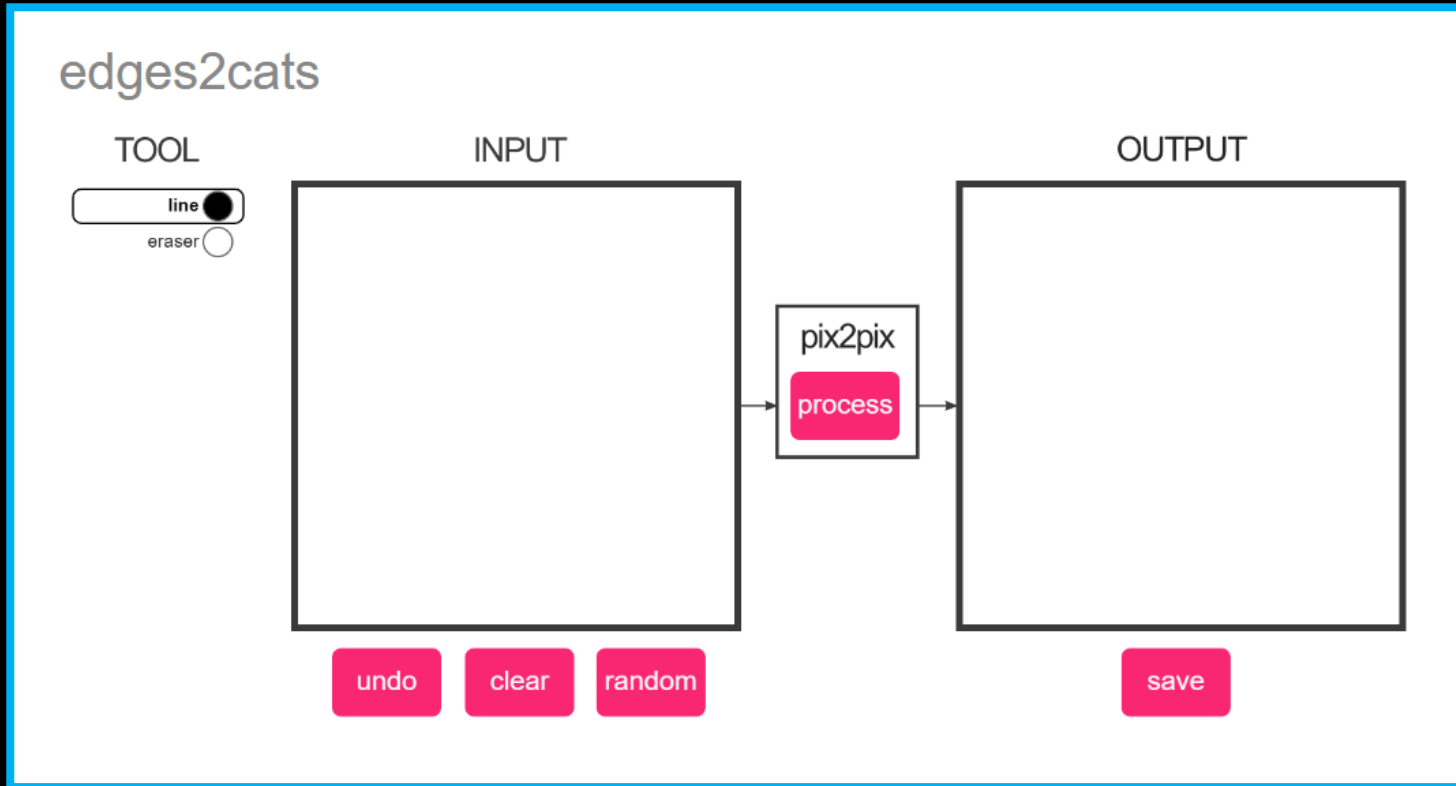 edges2cats
TOOL
INPUT
OUTPUT
line
eraser
pix2pix
process
undo
clear
random
save